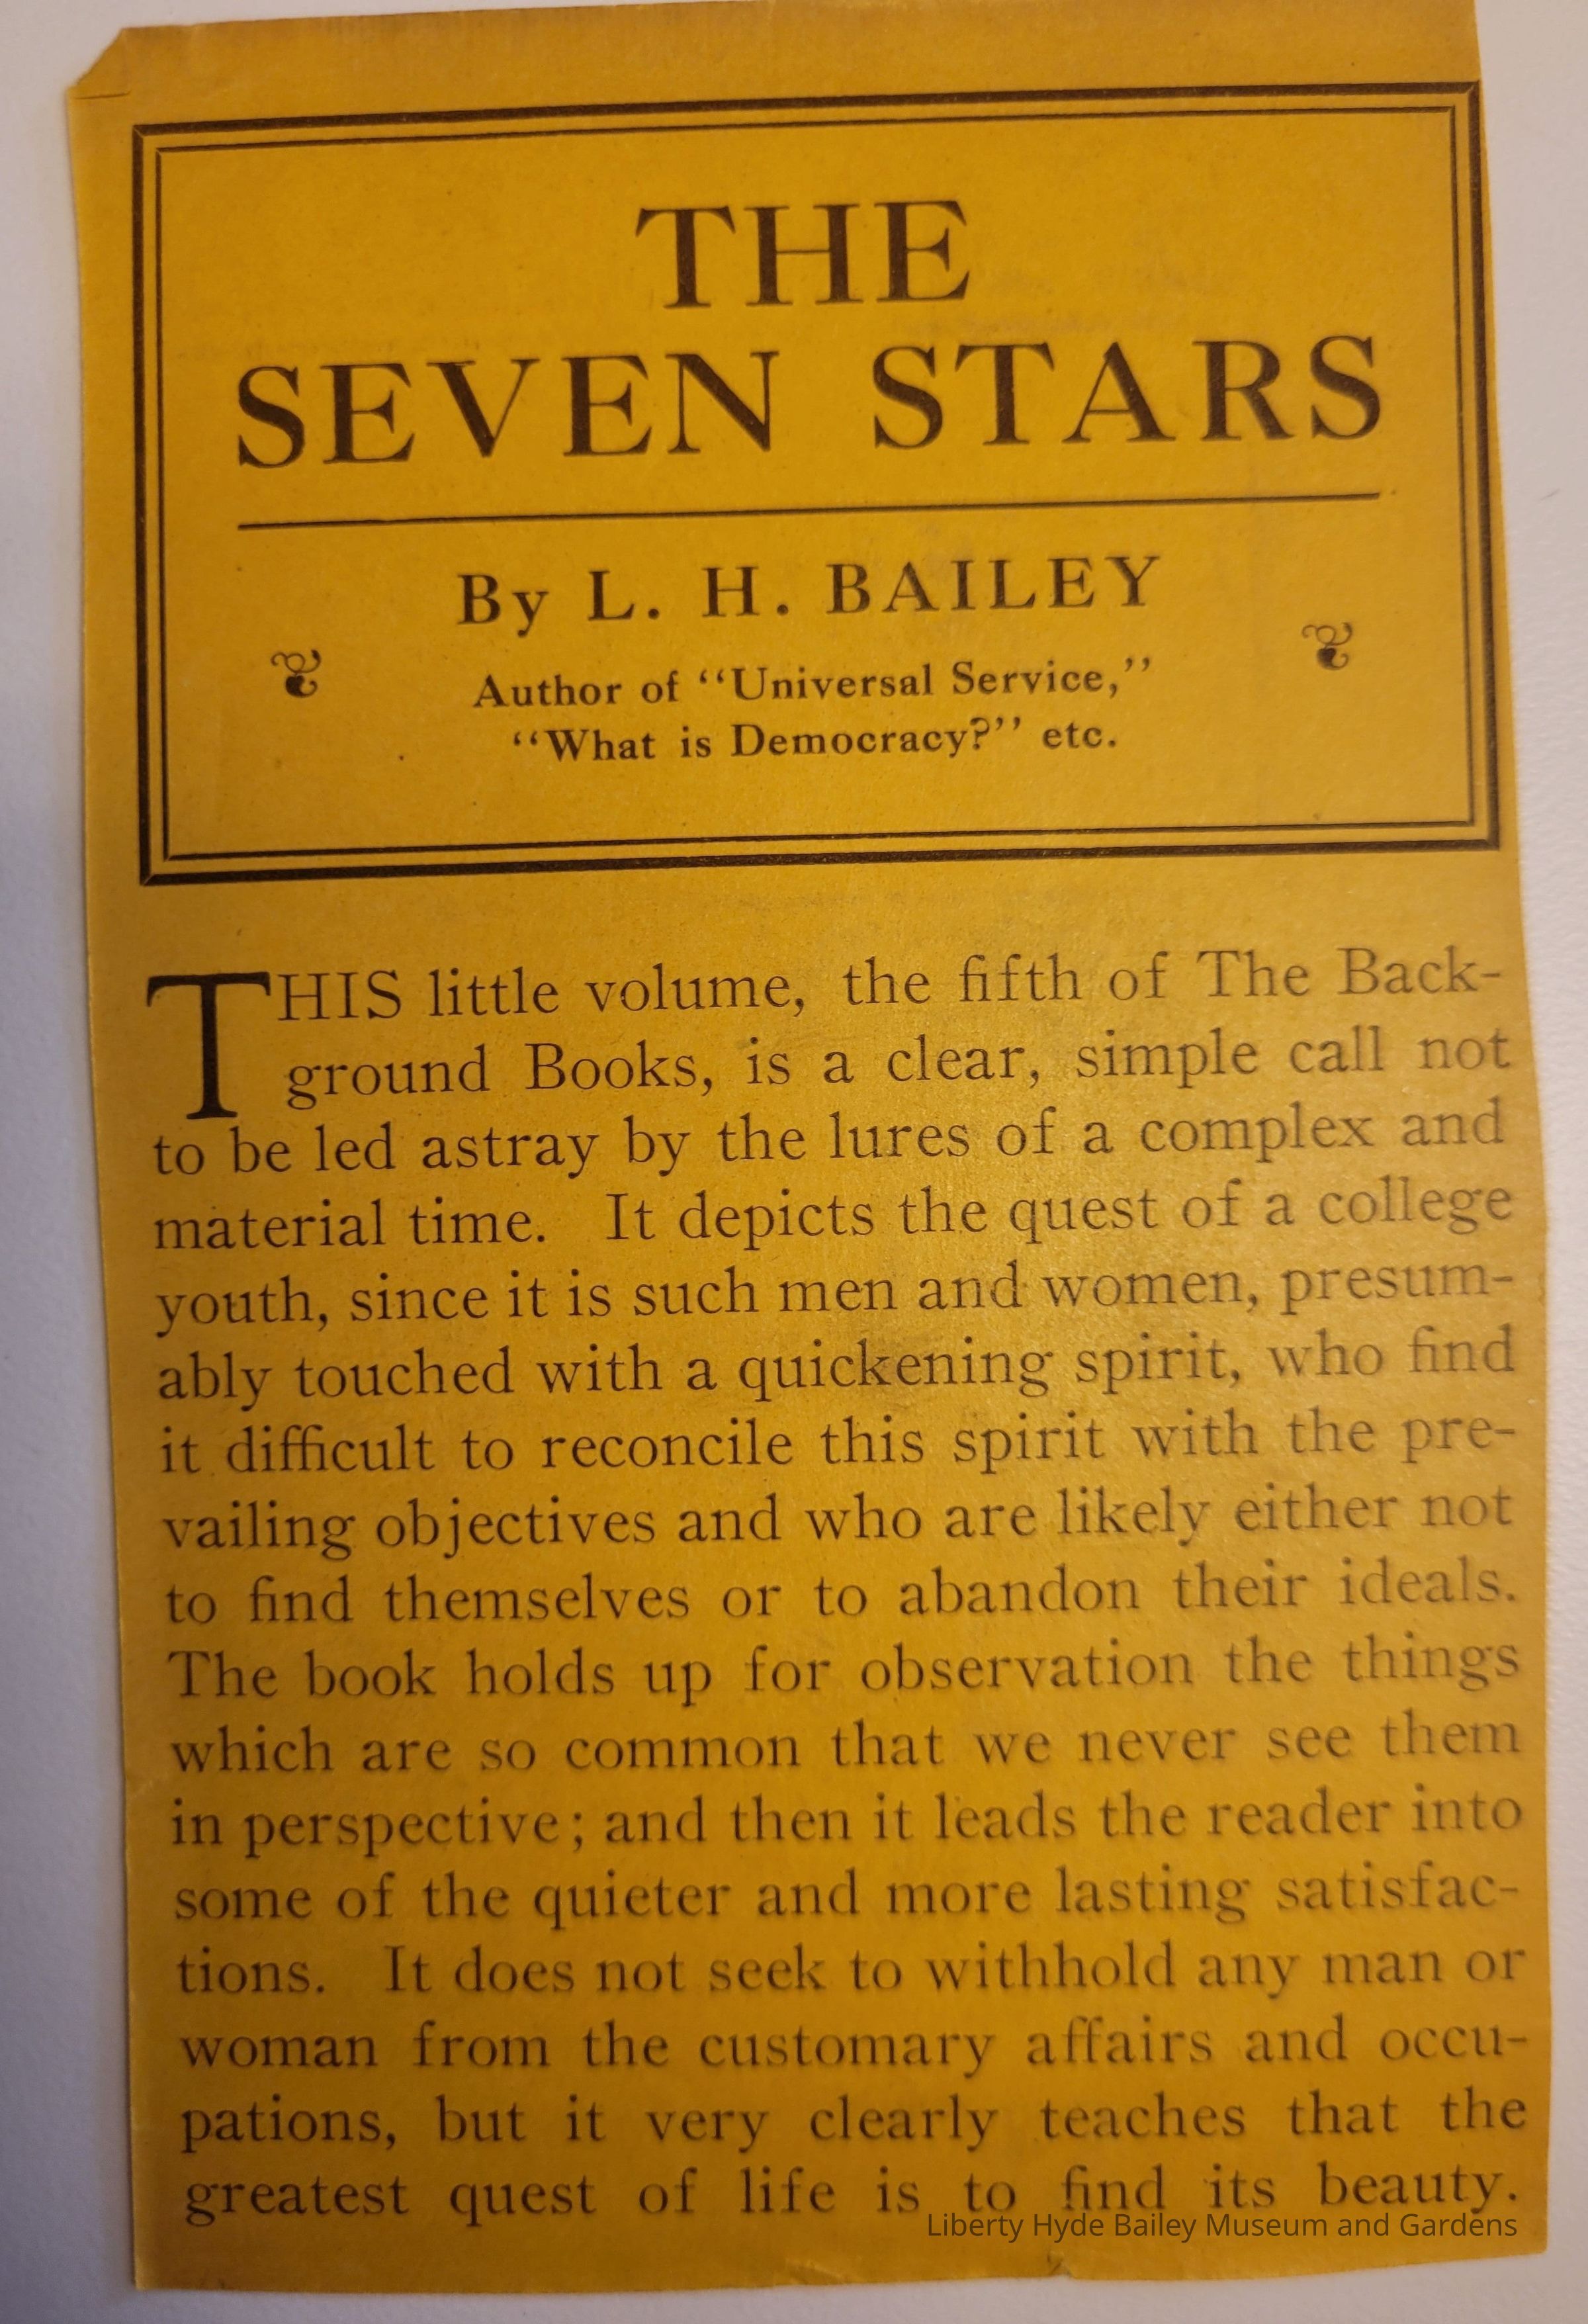 THE
SEVEN STARS
By L. H. BAILEY
Author of “Universal Service,”
“What is Democracy?” etc.
THIS little volume, the fifth of The Back-
ground Books, is a clear, simple call not
to be led astray by the lures of a complex and
material time. It depicts the quest of a college
youth, since it is such men and women, presum-
ably touched with a quickening spirit, who find
it difficult to reconcile this spirit with the pre-
vailing objectives and who are likely either not
to find themselves or to abandon their ideals.
The book holds up for observation the things
which are so common that we never see them
in perspective; and then it leads the reader into
some of the quieter and more lasting satisfac-
tions. It does not seek to withhold any man or
woman from the customary affairs and occu-
pations, but it very clearly teaches that the
greatest quest of life is to find its beauty.
Liberty Hyde Bailey Museum and Gardens